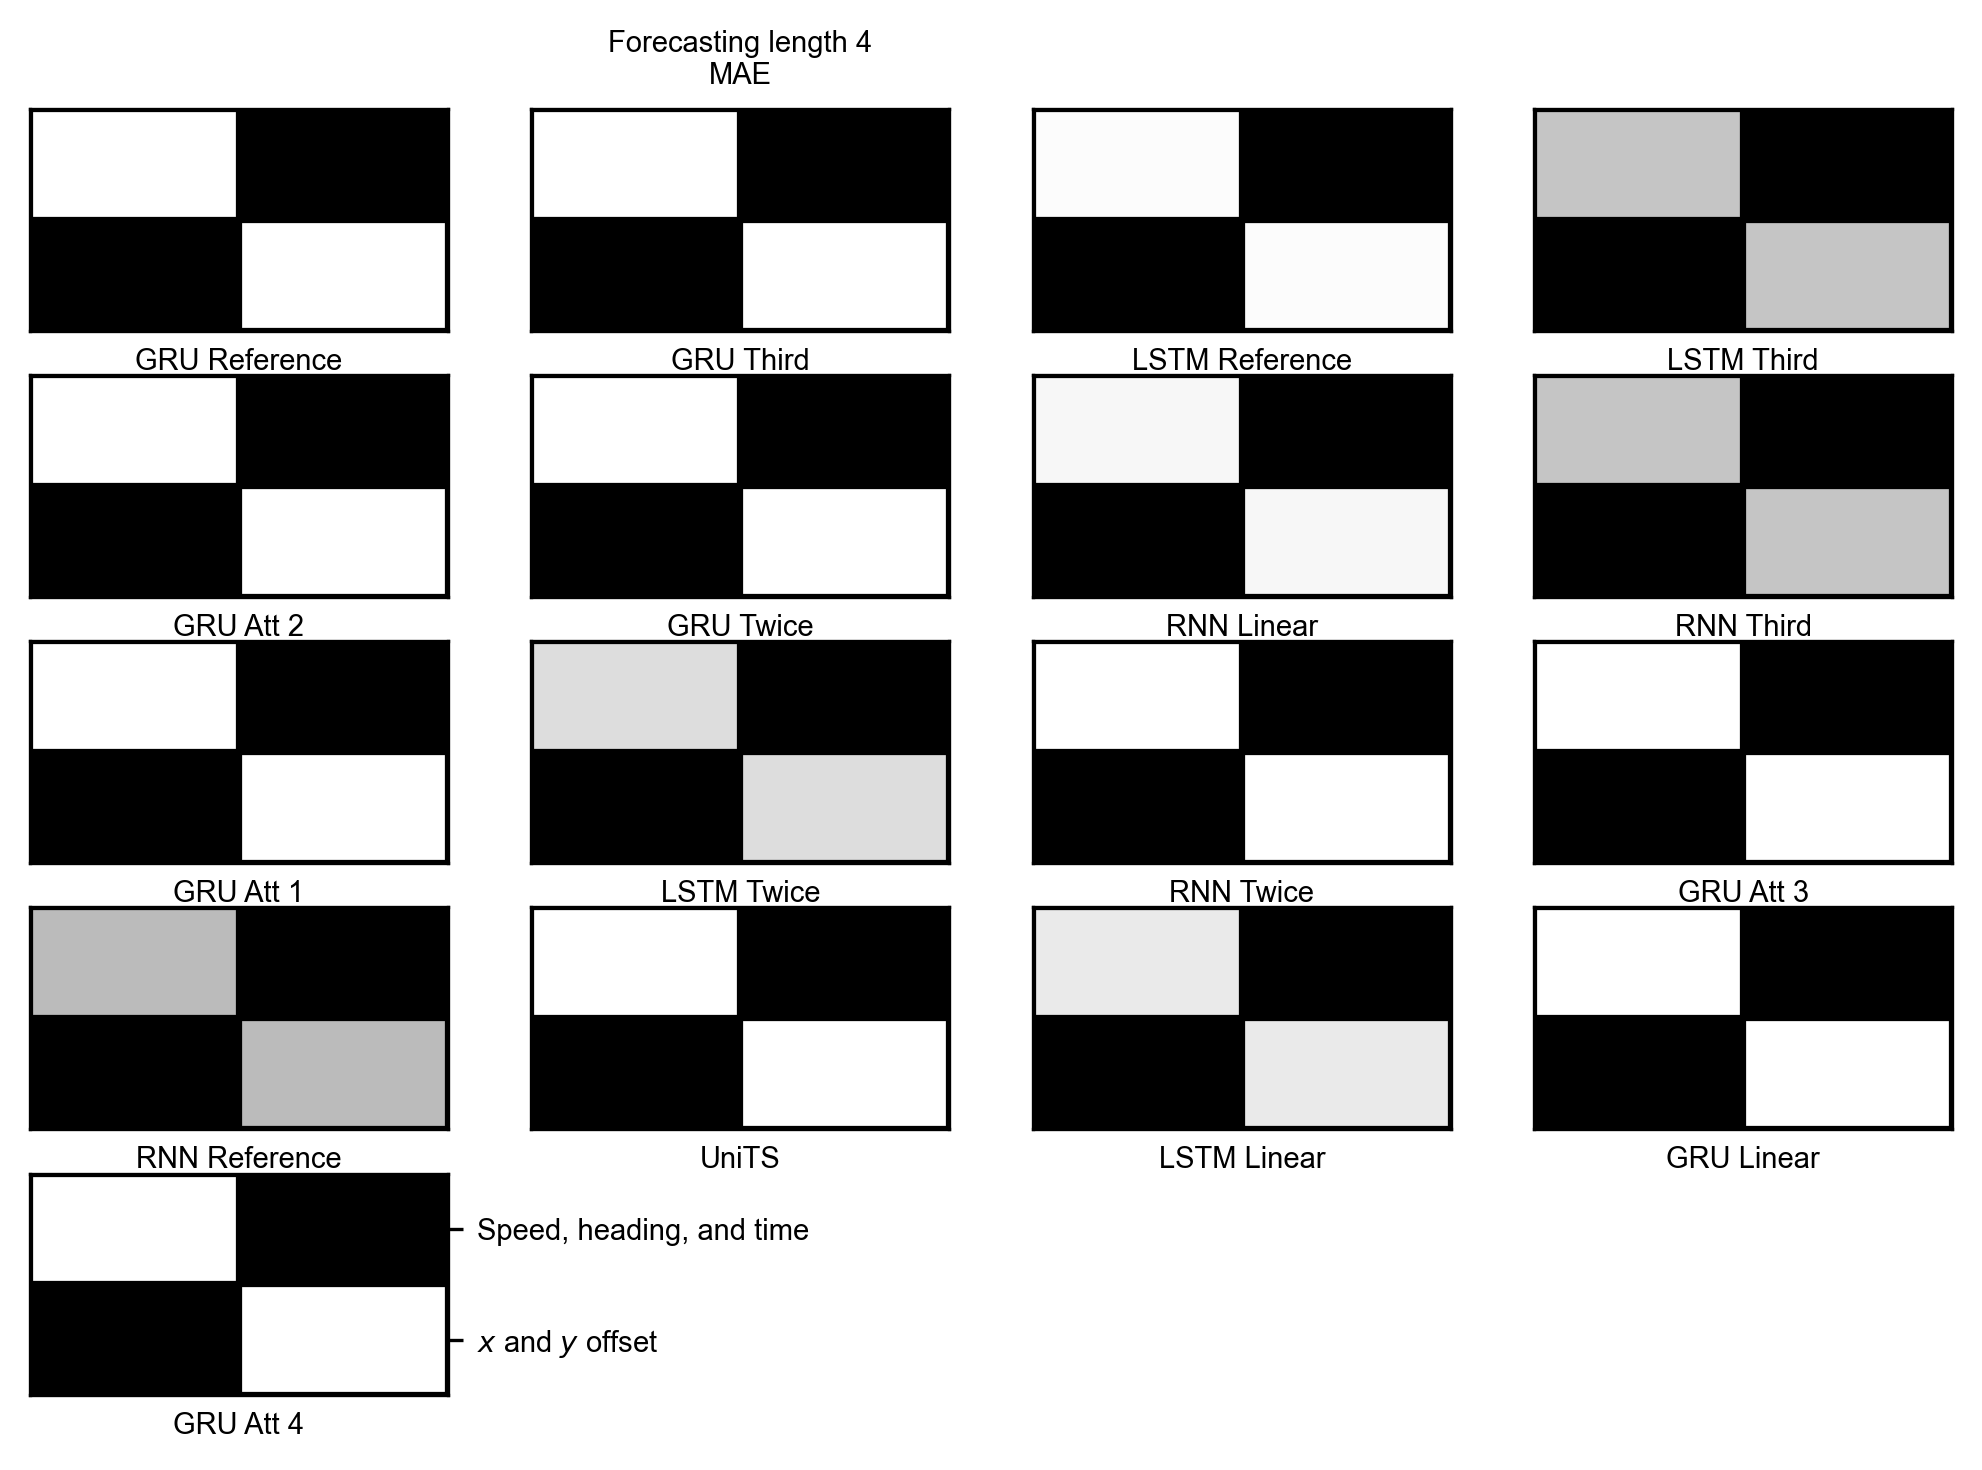 Forecasting length 4
MAE
GRU Reference
GRU Third
LSTM Reference
LSTM Third
GRU Att 2
GRU Twice
RNN Linear
RNN Third
GRU Att 1
LSTM Twice
RNN Twice
GRU Att 3
RNN Reference
UniTS
LSTM Linear
GRU Linear
Speed, heading, and time
x and y offset
GRU Att 4